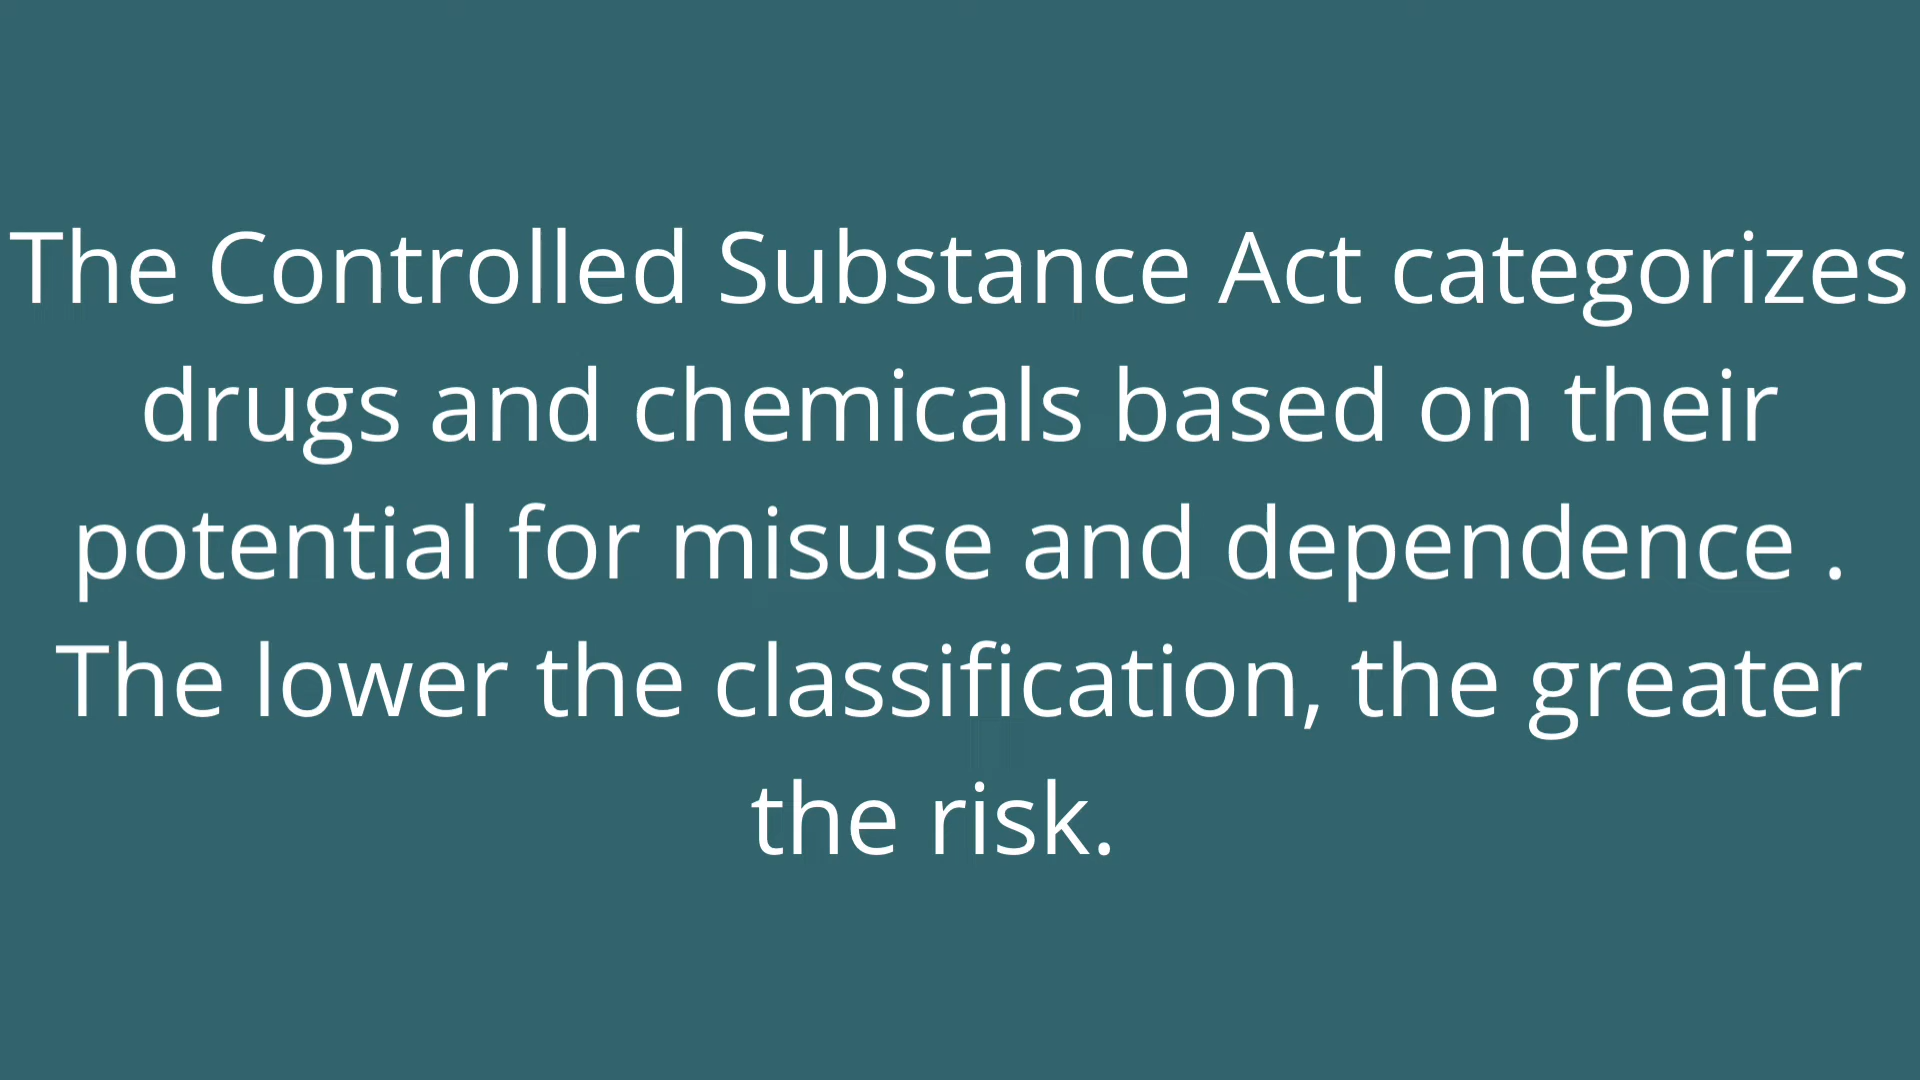 The Controlled Substance Act categorizes
drugs and chemicals based on their
potential for misuse and dependence .
The lower the classification, the greater
the risk.